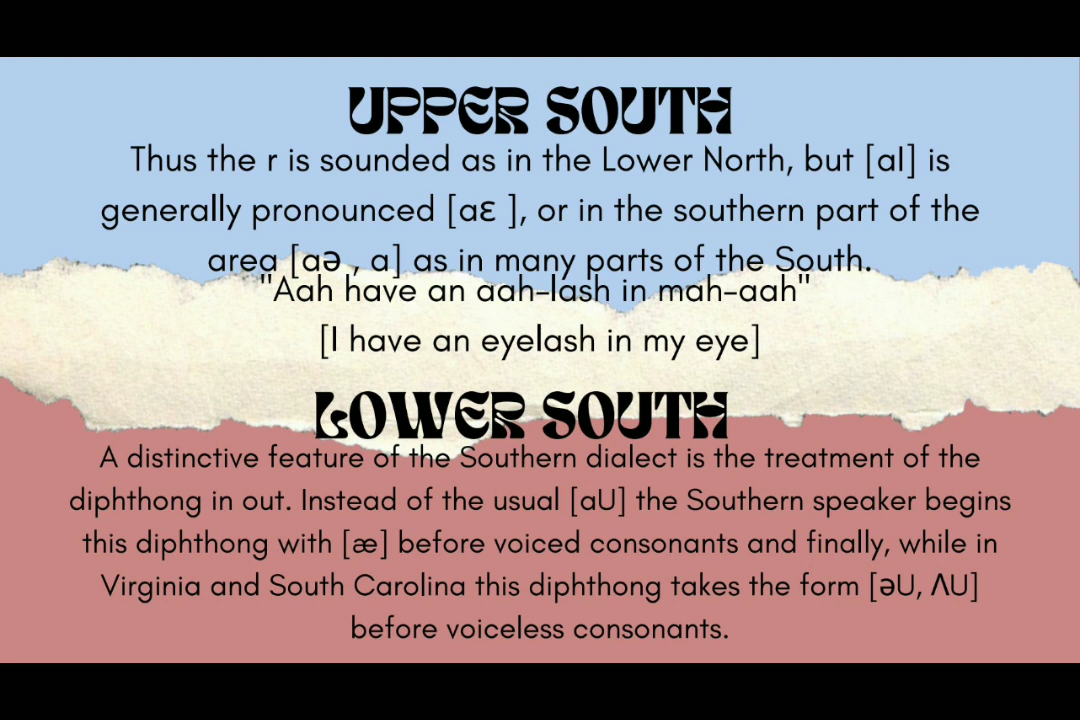 UPPER SOUTH
Thus the r is sounded as in the Lower North, but [aI] is
generally pronounced [aɛ ], or in the southern part of the
area [aə , a] as in many parts of the South.
"Aah have an aah-lash in mah-aah"
[I have an eyelash in my eye]
LOWER SOUTH
A distinctive feature of the Southern dialect is the treatment of the
diphthong in out. Instead of the usual [aU] the Southern speaker begins
this diphthong with [æ] before voiced consonants and finally, while in
Virginia and South Carolina this diphthong takes the form [əU, ɅU]
before voiceless consonants.